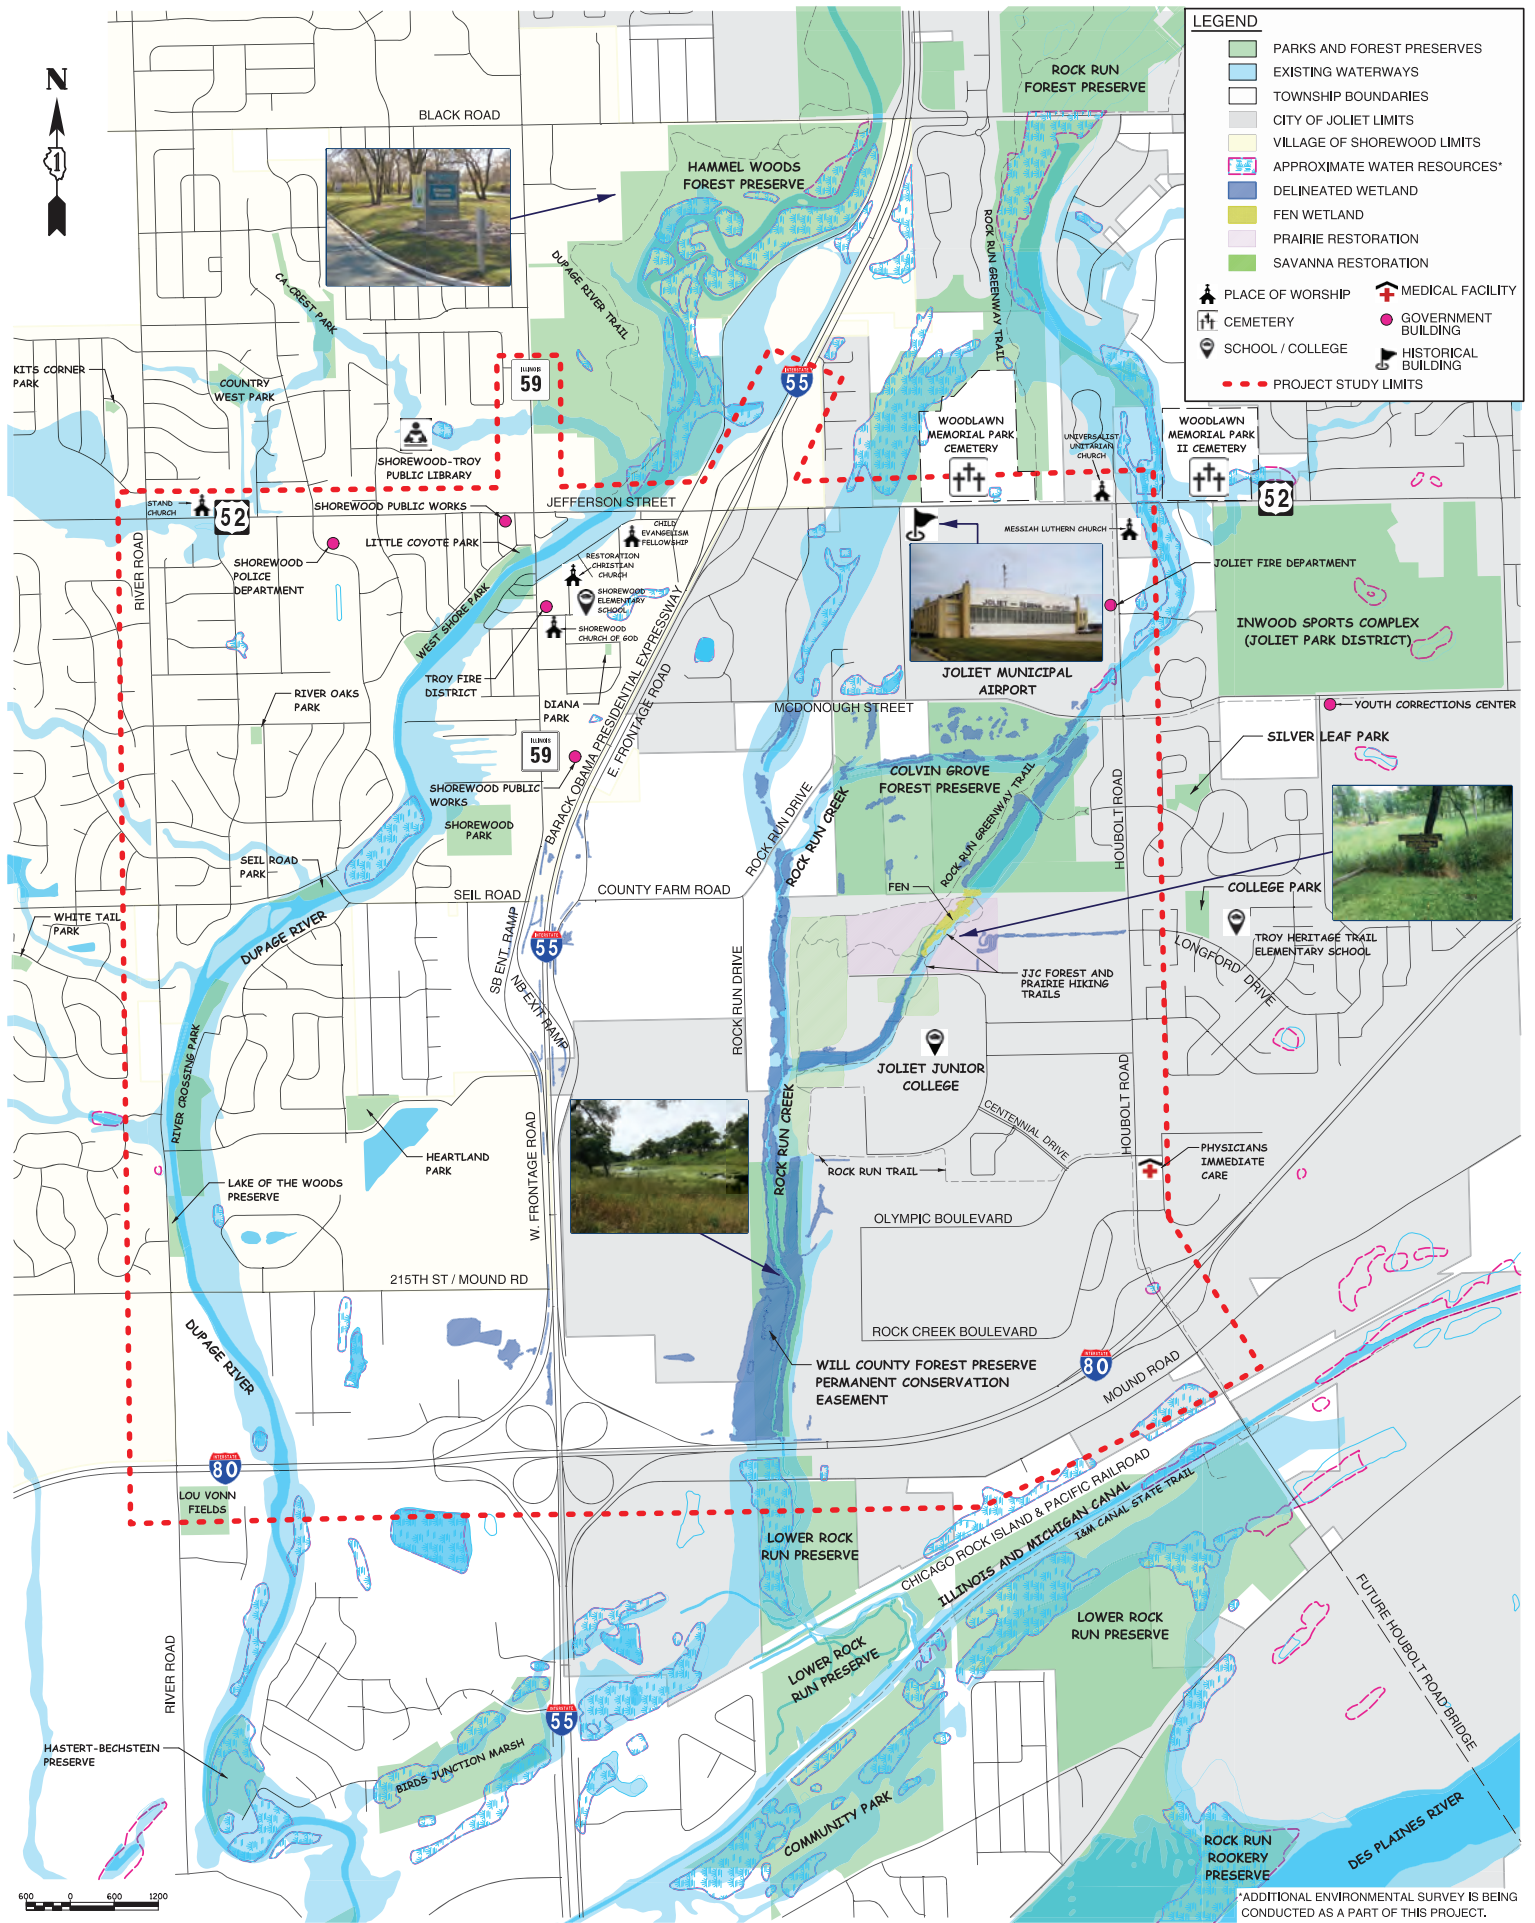 LEGEND
PARKS AND FOREST PRESERVES
EXISTING WATERWAYS
TOWNSHIP BOUNDARIES
CITY OF JOLIET LIMITS
VILLAGE OF SHOREWOOD LIMITS
APPROXIMATE WATER RESOURCES*
DELINEATED WETLAND
FEN WETLAND
PRAIRIE RESTORATION
SAVANNA RESTORATION
PLACE OF WORSHIP
MEDICAL FACILITY
CEMETERY
GOVERNMENT
BUILDING
SCHOOL / COLLEGE
HISTORICAL
BUILDING
PROJECT STUDY LIMITS
N
1
BLACK ROAD
ROCK RUN
FOREST PRESERVE
HAMMEL WOODS
FOREST PRESERVE
DUPAGE RIVER TRAIL
ROCK RUN GREENWAY TRAIL
CA-CREST PARK
KITS CORNER
PARK
COUNTRY
WEST PARK
ILLINOIS
59
INTERSTATE
55
SHOREWOOD-TROY
PUBLIC LIBRARY
WOODLAWN
MEMORIAL PARK
CEMETERY
UNIVERSALIST
UNITARIAN
CHURCH
WOODLAWN
MEMORIAL PARK
II CEMETERY
STAND
CHURCH
52
SHOREWOOD PUBLIC WORKS
JEFFERSON STREET
52
LITTLE COYOTE PARK
CHILD
EVANGELISM
FELLOWSHIP
MESSIAH LUTHERN CHURCH
SHOREWOOD
POLICE
DEPARTMENT
RIVER ROAD
RESTORATION
CHRISTIAN
CHURCH
SHOREWOOD
ELEMENTARY
SCHOOL
SHOREWOOD
CHURCH OF GOD
WEST SHORE PARK
TROY FIRE
DISTRICT
JOLIET FIRE DEPARTMENT
INWOOD SPORTS COMPLEX
(JOLIET PARK DISTRICT)
JOLIET MUNICIPAL
AIRPORT
RIVER OAKS
PARK
DIANA
PARK
BARACK OBAMA PRESIDENTIAL EXPRESSWAY
E. FRONTAGE ROAD
MCDONOUGH STREET
YOUTH CORRECTIONS CENTER
SILVER LEAF PARK
ILLINOIS
59
SHOREWOOD PUBLIC
WORKS
SHOREWOOD
PARK
COLVIN GROVE
FOREST PRESERVE
ROCK RUN GREENWAY TRAIL
ROCK RUN DRIVE
ROCK RUN CREEK
HOUBOLT ROAD
SEIL ROAD
PARK
SEIL ROAD
COUNTY FARM ROAD
FEN
COLLEGE PARK
WHITE TAIL
PARK
DUPAGE RIVER
SB ENT. RAMP
INTERSTATE
55
NB EXIT RAMP
ROCK RUN DRIVE
JJC FOREST AND
PRAIRIE HIKING
TRAILS
TROY HERITAGE TRAIL
ELEMENTARY SCHOOL
LONGFORD DRIVE
RIVER CROSSING PARK
JOLIET JUNIOR
COLLEGE
HOUBOLT ROAD
CENTENNIAL DRIVE
ROCK RUN CREEK
HEARTLAND
PARK
W. FRONTAGE ROAD
ROCK RUN TRAIL
PHYSICIANS
IMMEDIATE
CARE
LAKE OF THE WOODS
PRESERVE
OLYMPIC BOULEVARD
215TH ST / MOUND RD
DUPAGE RIVER
ROCK CREEK BOULEVARD
INTERSTATE
80
WILL COUNTY FOREST PRESERVE
PERMANENT CONSERVATION
EASEMENT
MOUND ROAD
INTERSTATE
80
LOU VONN
FIELDS
CHICAGO ROCK ISLAND & PACIFIC RAILROAD
ILLINOIS AND MICHIGAN CANAL
I&M CANAL STATE TRAIL
LOWER ROCK
RUN PRESERVE
LOWER ROCK
RUN PRESERVE
LOWER ROCK
RUN PRESERVE
FUTURE HOUBOLT ROAD BRIDGE
RIVER ROAD
INTERSTATE
55
HASTERT-BECHSTEIN
PRESERVE
BIRDS JUNCTION MARSH
COMMUNITY PARK
ROCK RUN
ROOKERY
PRESERVE
DES PLAINES RIVER
600 0 600 1200
*ADDITIONAL ENVIRONMENTAL SURVEY IS BEING
CONDUCTED AS A PART OF THIS PROJECT.